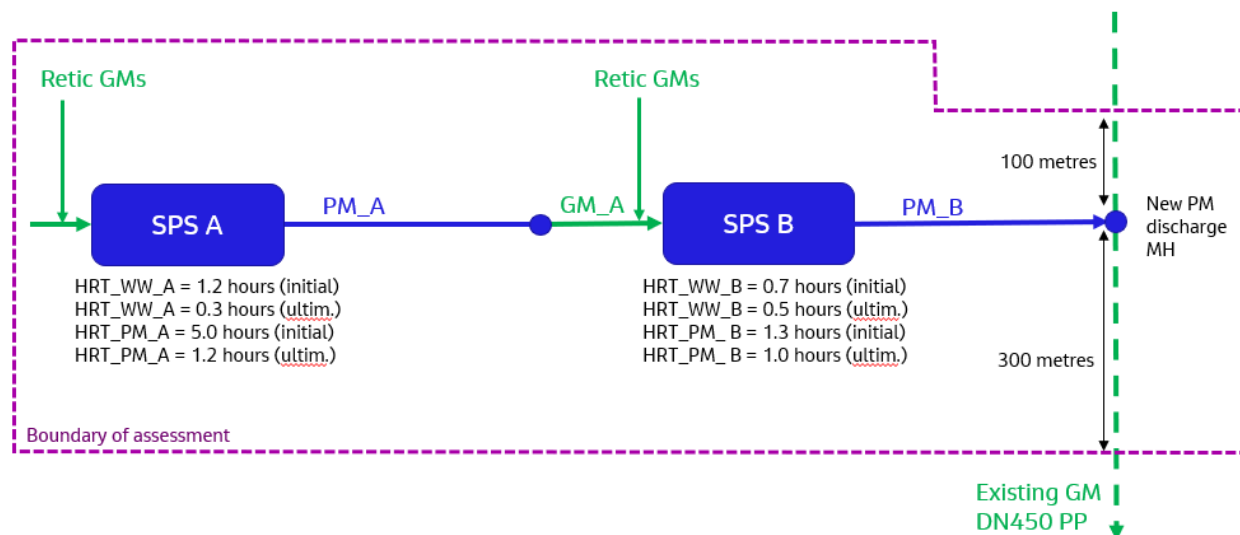 Retic GMs
Retic GMs
100 metres
SPS A
PM_A
GM_A
SPS B
PM_B
New PM
discharge
MH
HRT_WW_A = 1.2 hours (initial)
HRT_WW_A = 0.3 hours (ultim.)
HRT_PM_A = 5.0 hours (initial)
HRT_PM_A = 1.2 hours (ultim.)
HRT_WW_B = 0.7 hours (initial)
HRT_WW_B = 0.5 hours (ultim.)
HRT_PM_B = 1.3 hours (initial)
HRT_PM_ B = 1.0 hours (ultim.)
300 metres
Boundary of assessment
Existing GM
DN450 PP